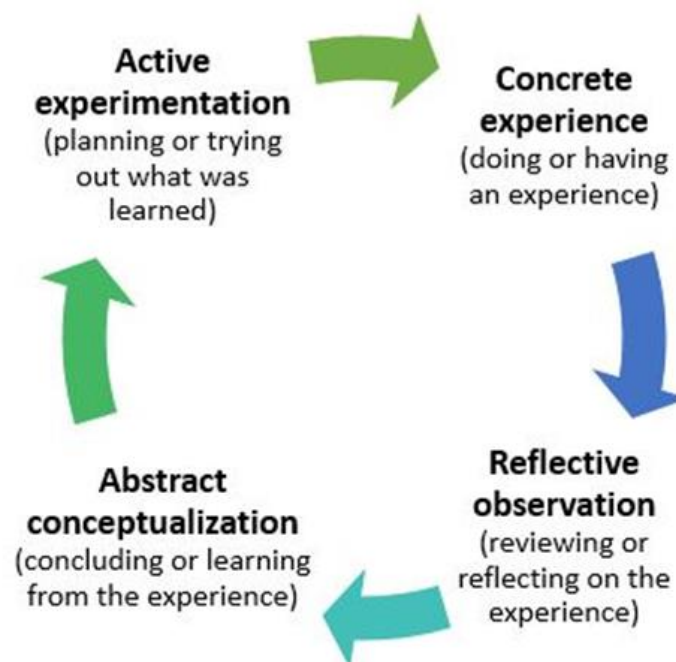 Active
experimentation
(planning or trying
out what was
learned)
Concrete
experience
(doing or having
an experience)
Reflective
observation
(reviewing or
reflecting on the
experience)
Abstract
conceptualization
(concluding or learning
from the experience)